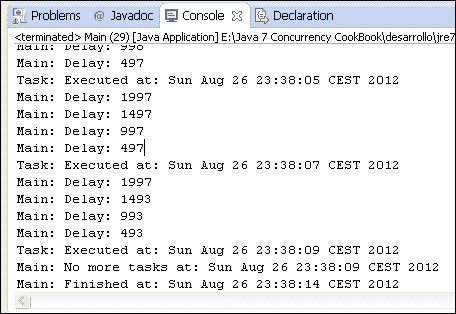 Problems @ Javadoc Console Declaration
<terminated> Main (29) [Java Application] E:\Java 7 Concurrency CookBook\desarrollo\jre7
Main: Delay: 998
Main: Delay: 497
Task: Executed at: Sun Aug 26 23:38:05 CEST 2012
Main: Delay: 1997
Main: Delay: 1497
Main: Delay: 997
Main: Delay: 497
Task: Executed at: Sun Aug 26 23:38:07 CEST 2012
Main: Delay: 1997
Main: Delay: 1493
Main: Delay: 993
Main: Delay: 493
Task: Executed at: Sun Aug 26 23:38:09 CEST 2012
Main: No more tasks at: Sun Aug 26 23:38:09 CEST 2012
Main: Finished at: Sun Aug 26 23:38:14 CEST 2012